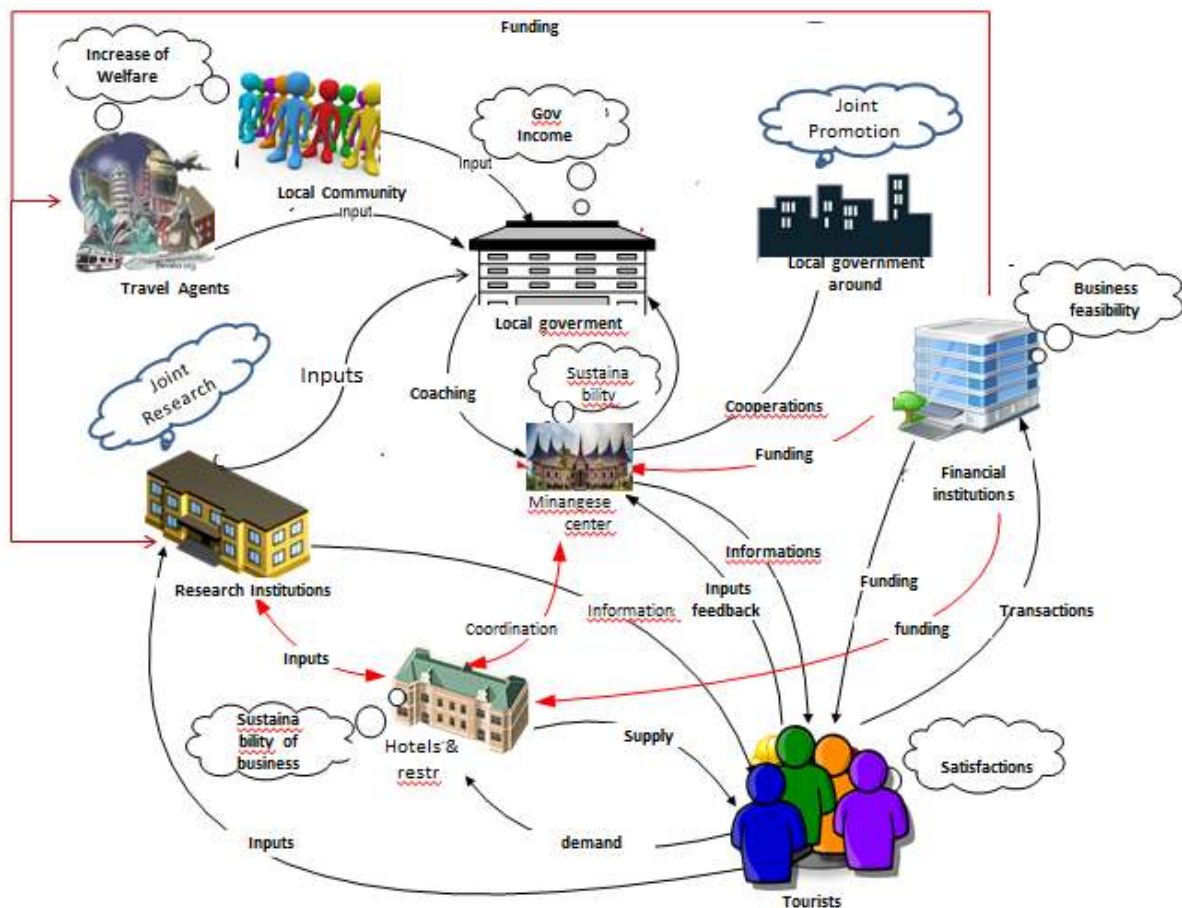 Funding
Increase of
Welfare
Gov
Income
Joint
Promotion
Input
Local Community
input
Travel Agents
Local government
around
Business
feasibility
Local goverment
Joint
Research
Inputs
Sustaina
bility
Coaching
Cooperations
Funding
Financial
institutions
Minangese
center
Informations
Research Institutions
Inputs
feedback
Funding
Information
Transactions
Coordination
funding
Inputs
Sustaina
bility of
business
Supply
Hotels &
restr
Satisfactions
Inputs
demand
Tourists